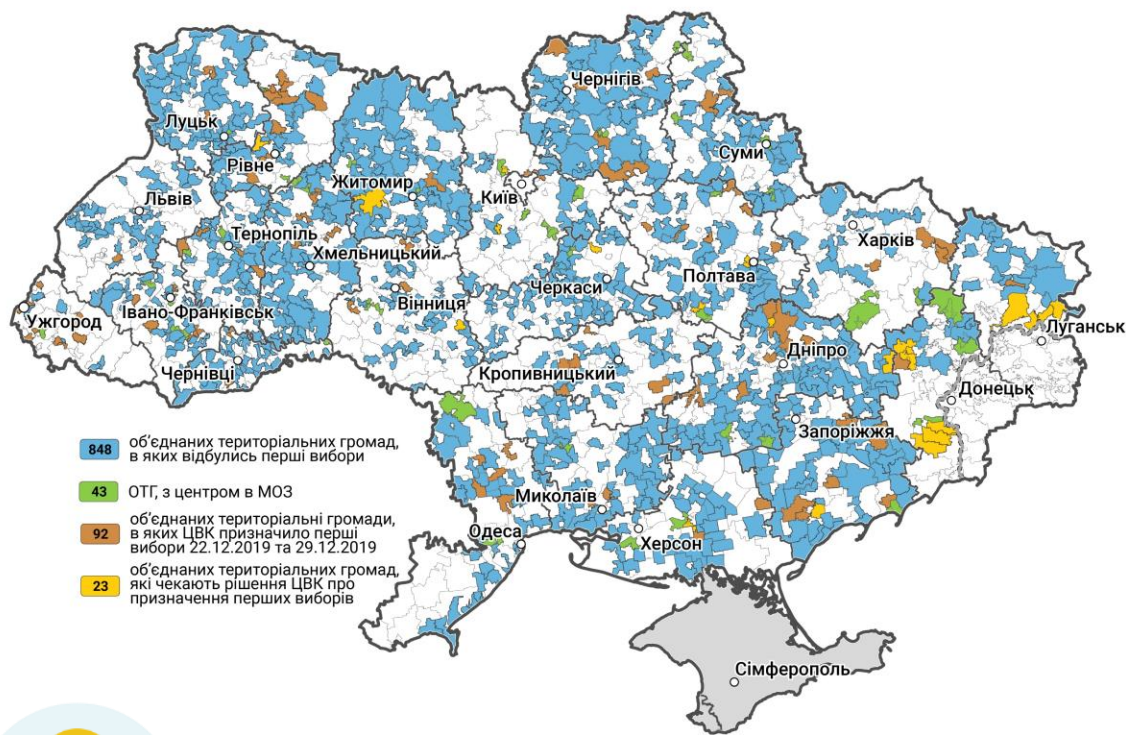 Чернігів
Луцьк
Рівне
Суми
Житомир
Київ
Львів
Тернопіль
Харків
Хмельницький
Полтава
Черкаси
Вінниця
Івано-Франківськ
Ужгород
Луганськ
Дніпро
Чернівці
Кропивницький
Донецьк
Запоріжжя
848 об’єднаних територіальних громад,
в яких відбулись перші вибори
43 ОТГ, з центром в МОЗ
92 об’єднаних територіальні громади,
в яких ЦВК призначило перші
вибори 22.12.2019 та 29.12.2019
23 об’єднаних територіальних громад,
які чекають рішення ЦВК про
призначення перших виборів
Миколаїв
Одеса
Херсон
Сімферополь